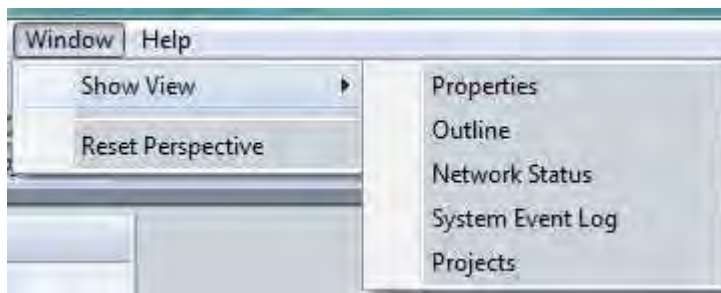 Window Help
Show View
Reset Perspective
Properties
Outline
Network Status
System Event Log
Projects